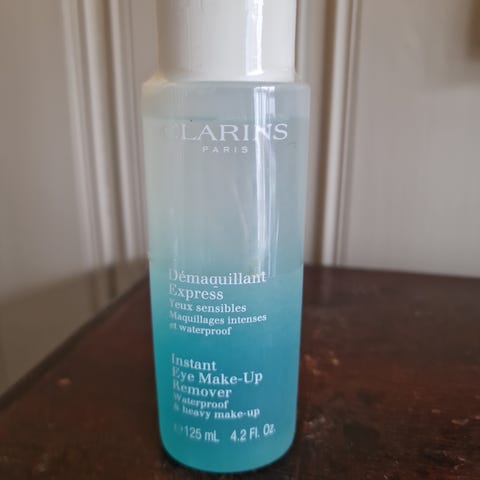 CLARINS
PARIS
Démaquillant
Express
Yeux sensibles
Maquillages intenses
et waterproof
Instant
Eye Make-Up
Remover
Waterproof
& heavy make-up
℮125 mL 4.2 Fl. Oz.